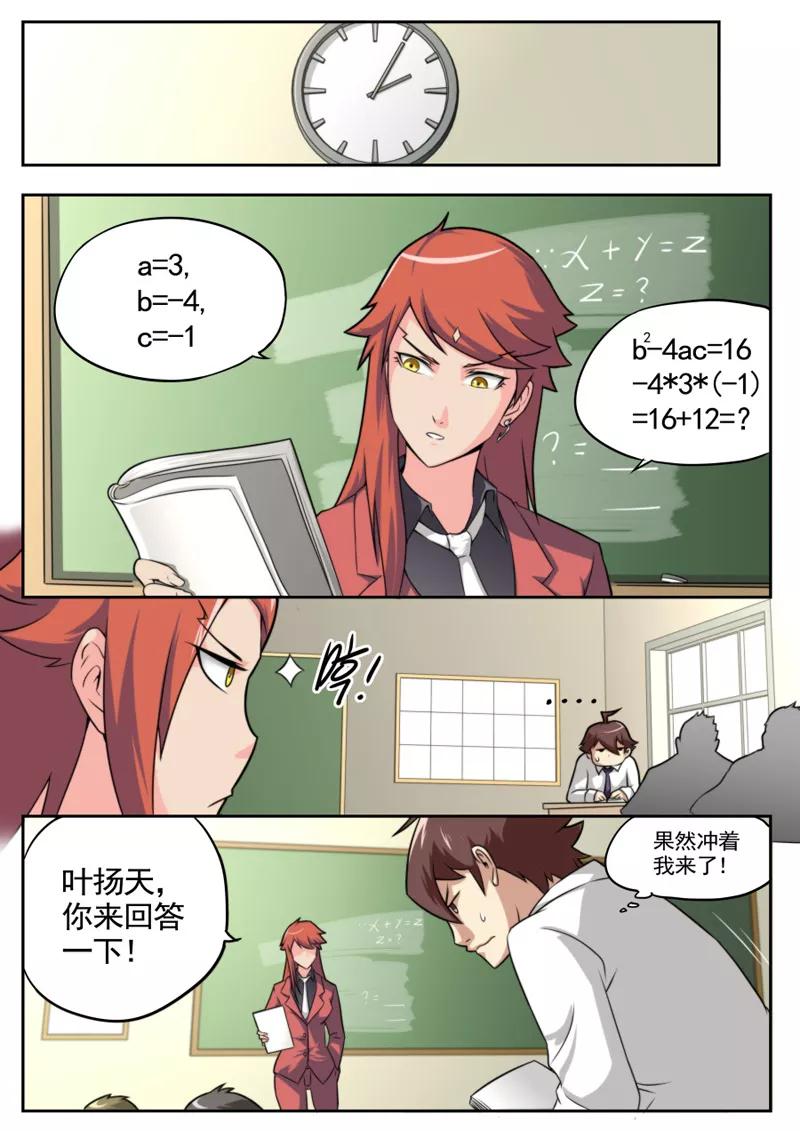 a=3,
b=-4,
c=-1
∵x+y=z
z=?
b²-4ac=16
-4*3*(-1)
=16+12=?
?=
哼!
....
叶扬天，
你来回答
一下！
果然冲着
我来了！
∵x+y=z
z=?
?=